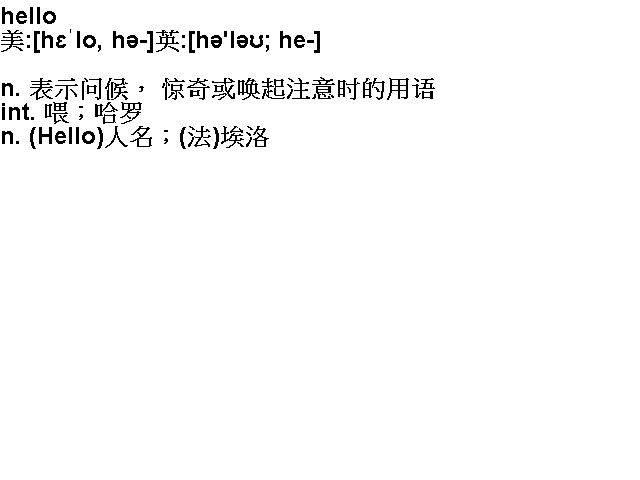 hello
美:[hɛˈlo, hə-]英:[hə'ləʊ; he-]
n. 表示问候， 惊奇或唤起注意时的用语
int. 喂；哈罗
n. (Hello)人名；(法)埃洛